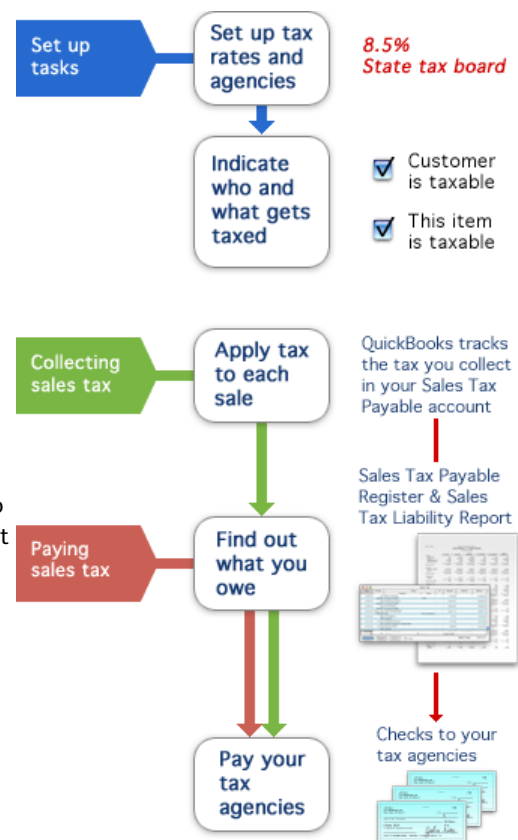 Set up
tasks
Set up tax
rates and
agencies
8.5%
State tax board
Indicate
who and
what gets
taxed
Customer
is taxable
This item
is taxable
Collecting
sales tax
Apply tax
to each
sale
QuickBooks tracks
the tax you collect
in your Sales Tax
Payable account
Sales Tax Payable
Register & Sales
Tax Liability Report
Paying
sales tax
Find out
what you
owe
Pay your
tax
agencies
Checks to your
tax agencies